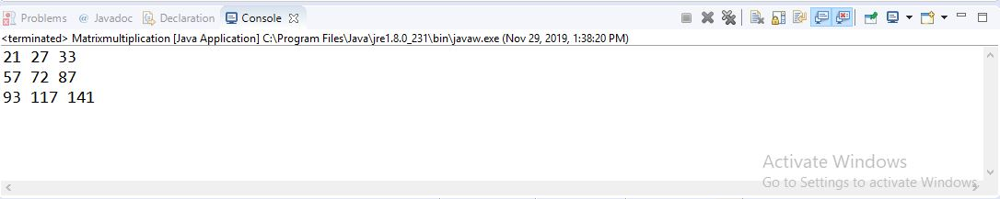 Problems @ Javadoc Declaration Console
<terminated> Matrixmultiplication [Java Application] C:\Program Files\Java\jre1.8.0_231\bin\javaw.exe (Nov 29, 2019, 1:38:20 PM)
21 27 33
57 72 87
93 117 141
Activate Windows
Go to Settings to activate Windows.